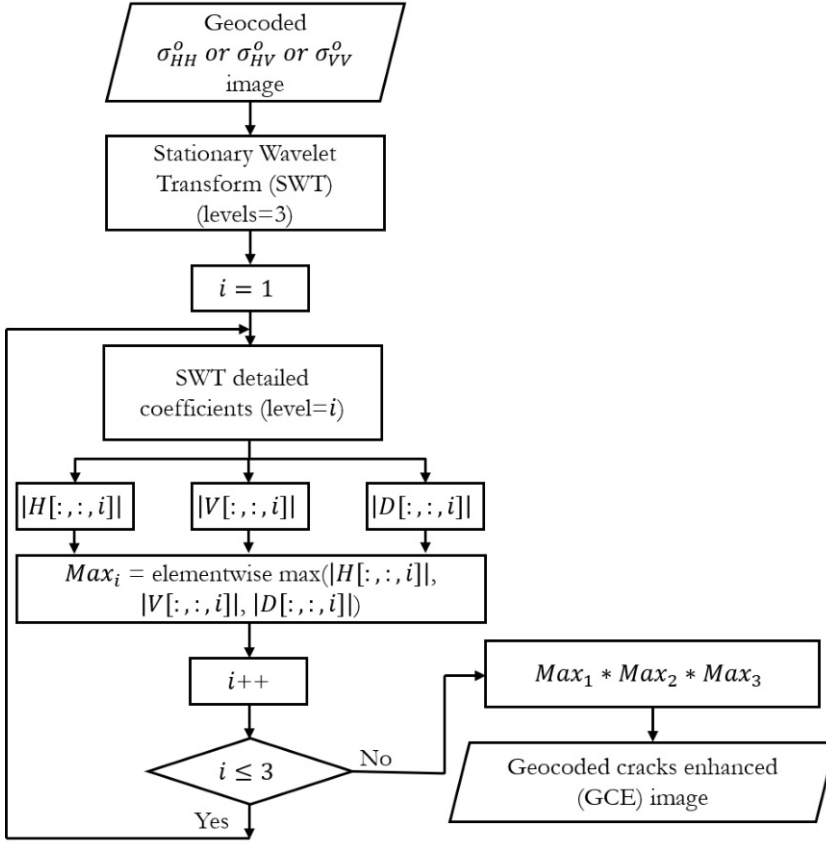 Geocoded
σ°HH or σ°HV or σ°VV
image
Stationary Wavelet
Transform (SWT)
(levels=3)
i = 1
SWT detailed
coefficients (level=i)
|H[:,:,i]| |V[:,:,i]| |D[:,:,i]|
Maxᵢ = elementwise max(|H[:,:,i]|,
|V[:,:,i]|, |D[:,:,i]|)
i++
Max₁ * Max₂ * Max₃
i ≤ 3
No
Geocoded cracks enhanced
(GCE) image
Yes